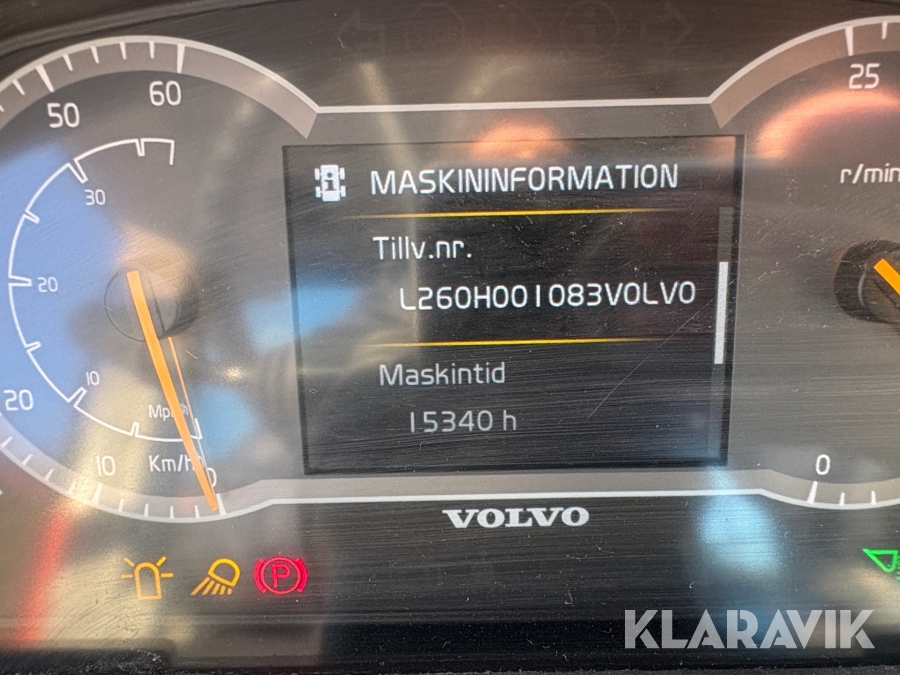 60
50
30
20
10
20
10
Mph
Km/h
0
MASKININFORMATION
Tillv.nr.
L260H001083VOLVO
Maskintid
15340 h
25
r/min
0
VOLVO
P
KLARAVIK